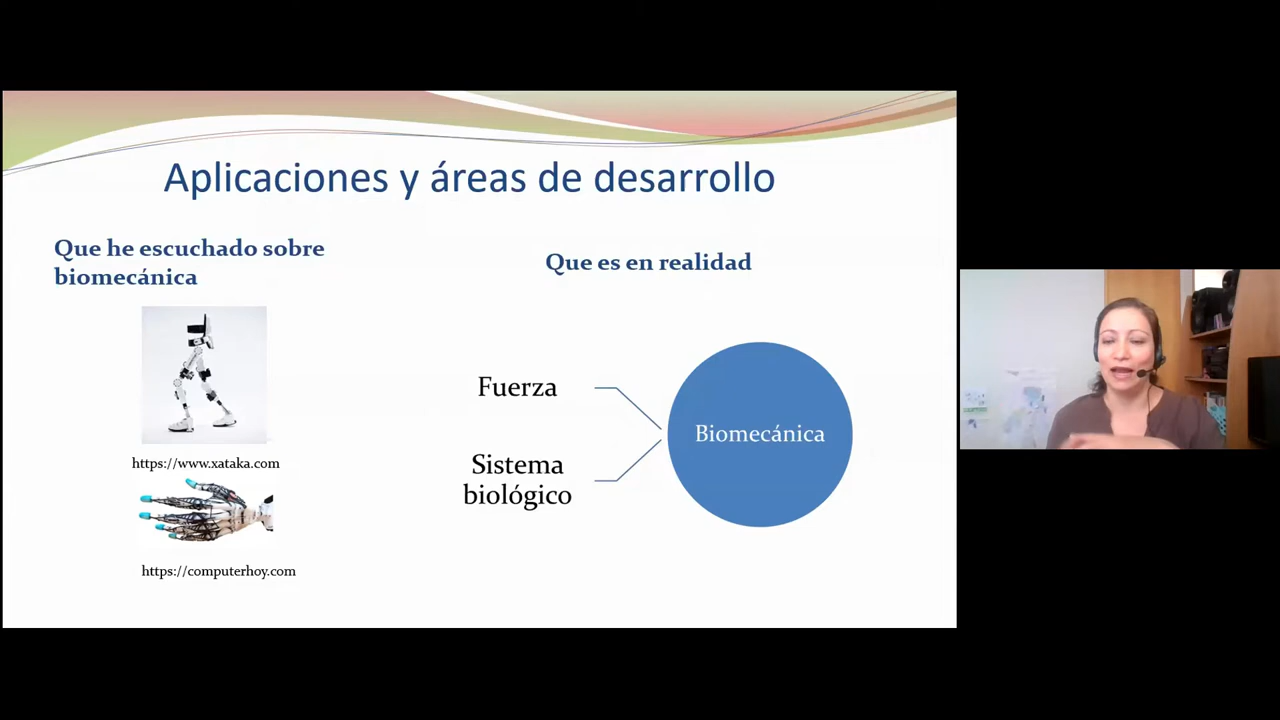 Aplicaciones y áreas de desarrollo
Que he escuchado sobre
biomecánica
https://www.xataka.com
https://computerhoy.com
Que es en realidad
Fuerza
Sistema
biológico
Biomecánica